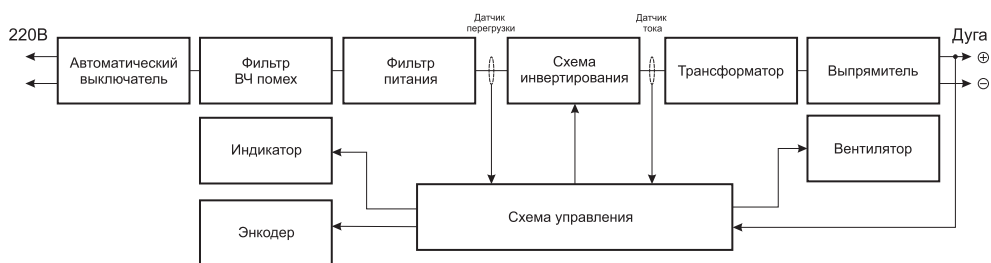 Датчик
перегрузки
Датчик
тока
220В
Дуга
Автоматический
выключатель
Фильтр
ВЧ помех
Фильтр
питания
Схема
инвертирования
Трансформатор
Выпрямитель
+
−
Индикатор
Вентилятор
Схема управления
Энкодер